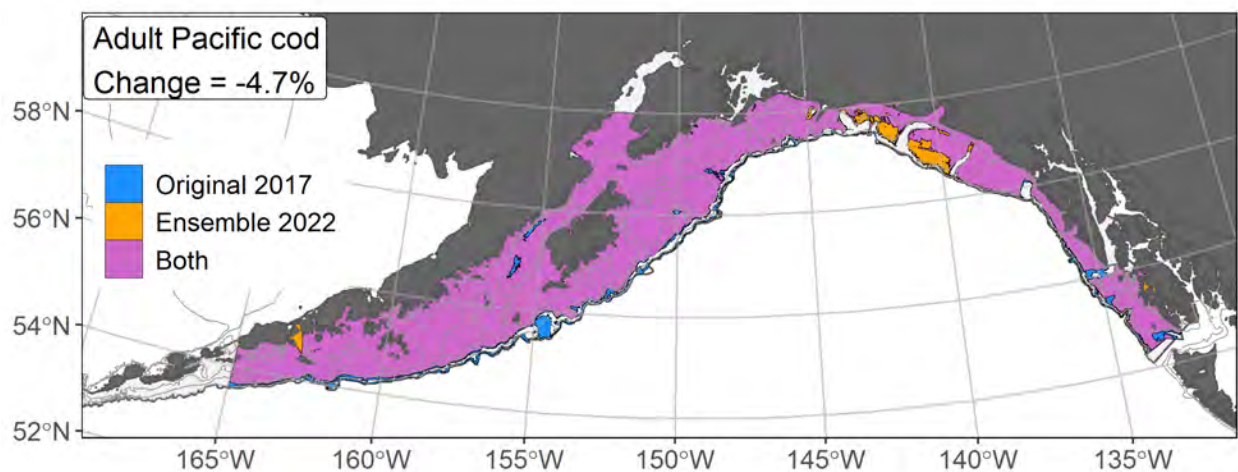 Adult Pacific cod
Change = -4.7%
58°N
Original 2017
56°N
Ensemble 2022
Both
54°N
52°N
165°W 160°W 155°W 150°W 145°W 140°W 135°W